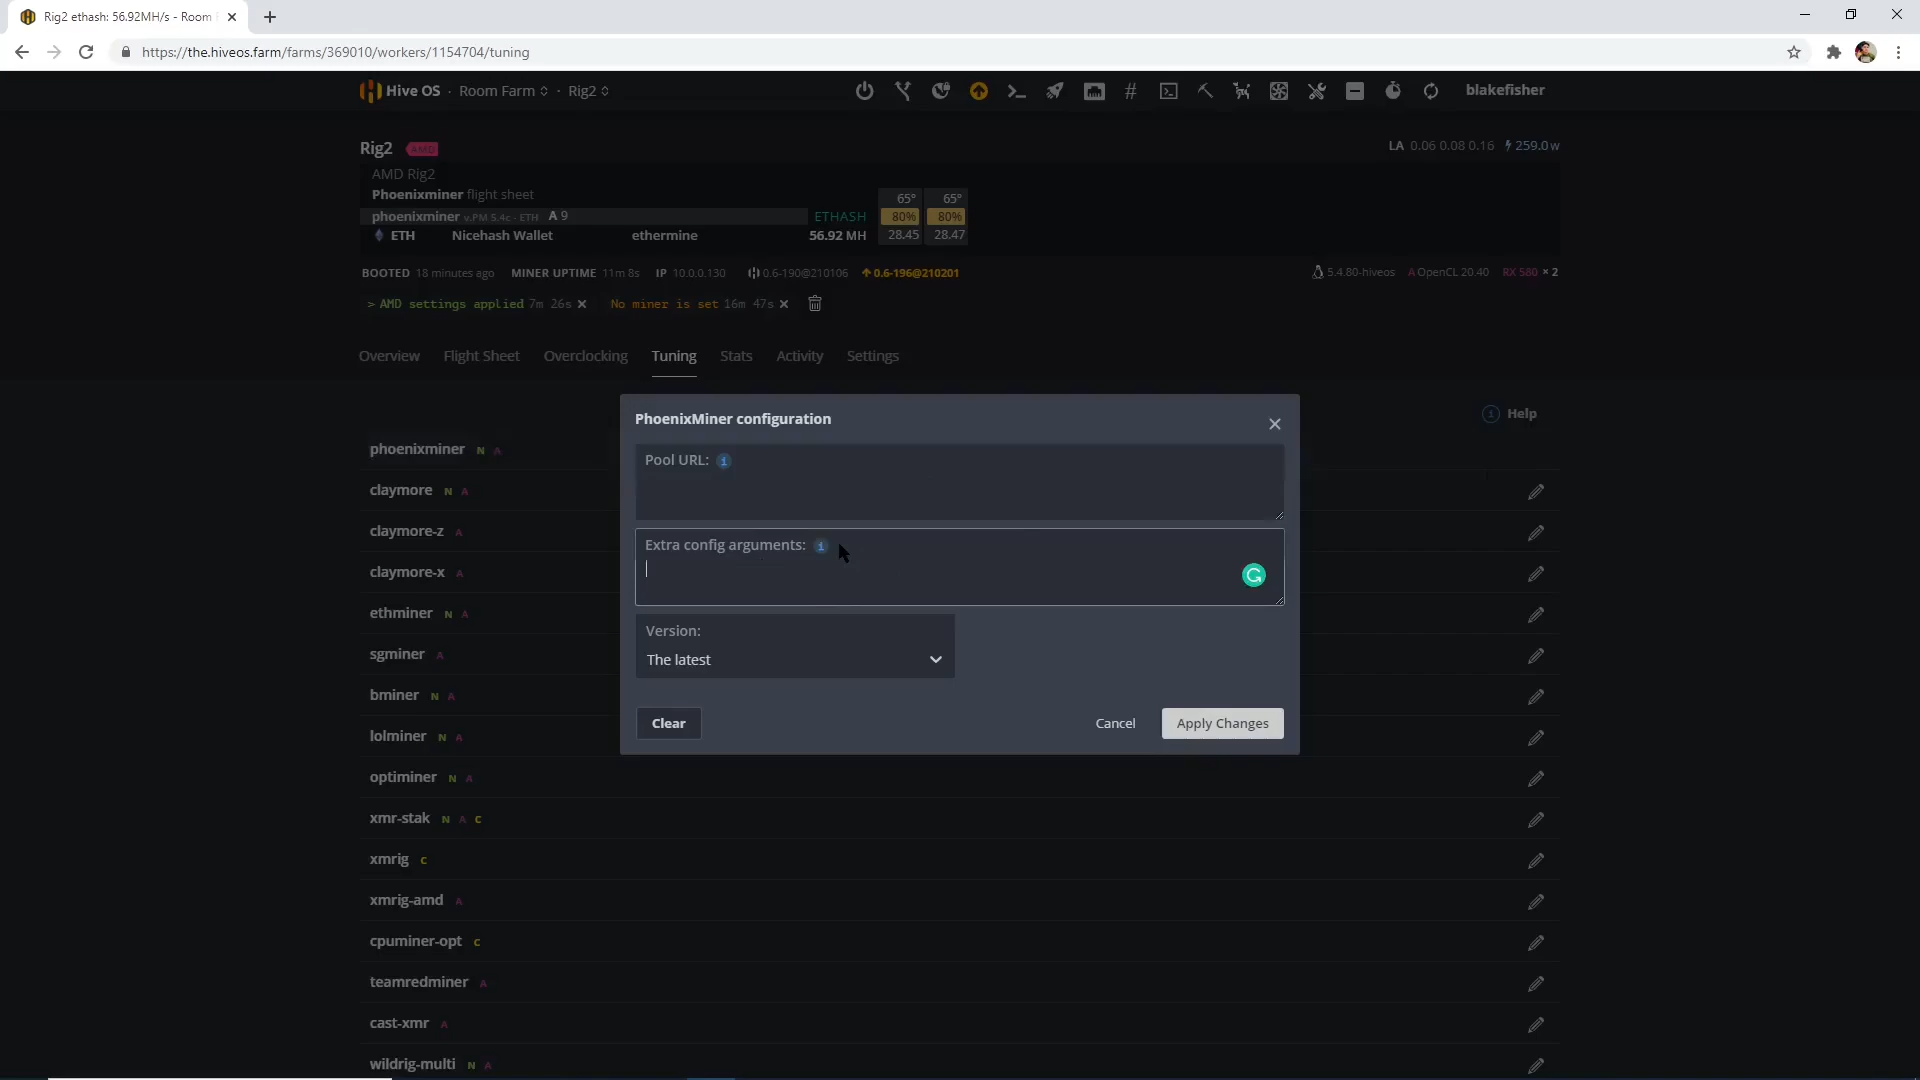 Rig2 ethash: 56.92MH/s - Room
https://the.hiveos.farm/farms/369010/workers/1154704/tuning
Hive OS · Room Farm · Rig2
blakefisher
Rig2 AMD
LA 0.06 0.08 0.16 259.0 w
AMD Rig2
Phoenixminer flight sheet
65° 65°
phoenixminer v.PM 5.4c - ETH A 9 ETHASH 80% 80%
ETH Nicehash Wallet ethermine 56.92 MH 28.45 28.47
BOOTED 18 minutes ago MINER UPTIME 11m 8s IP 10.0.0.130 0.6-190@210106 0.6-196@210201 5.4.80-hiveos A OpenCL 20.40 RX 580 × 2
> AMD settings applied 7m 26s No miner is set 16m 47s
Overview Flight Sheet Overclocking Tuning Stats Activity Settings
Help
PhoenixMiner configuration
Pool URL:
Extra config arguments:
Version:
The latest
Clear Cancel Apply Changes
phoenixminer N A
claymore N A
claymore-z A
claymore-x A
ethminer N A
sgminer A
bminer N A
lolminer N A
optiminer N A
xmr-stak N A C
xmrig C
xmrig-amd A
cpuminer-opt C
teamredminer A
cast-xmr A
wildrig-multi N A